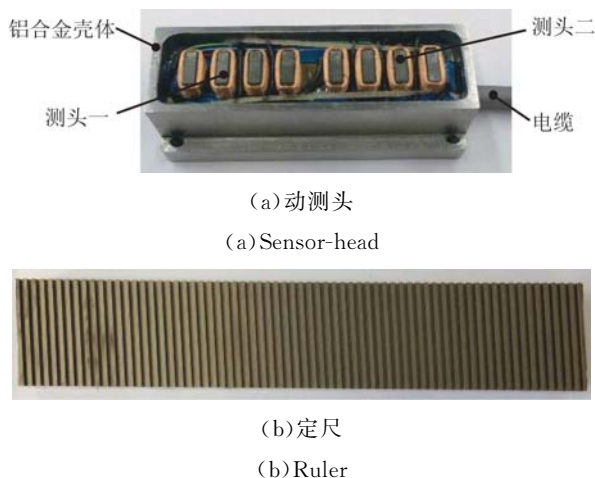 铝合金壳体
测头二
测头一
电缆
(a)动测头
(a)Sensor-head
(b)定尺
(b)Ruler